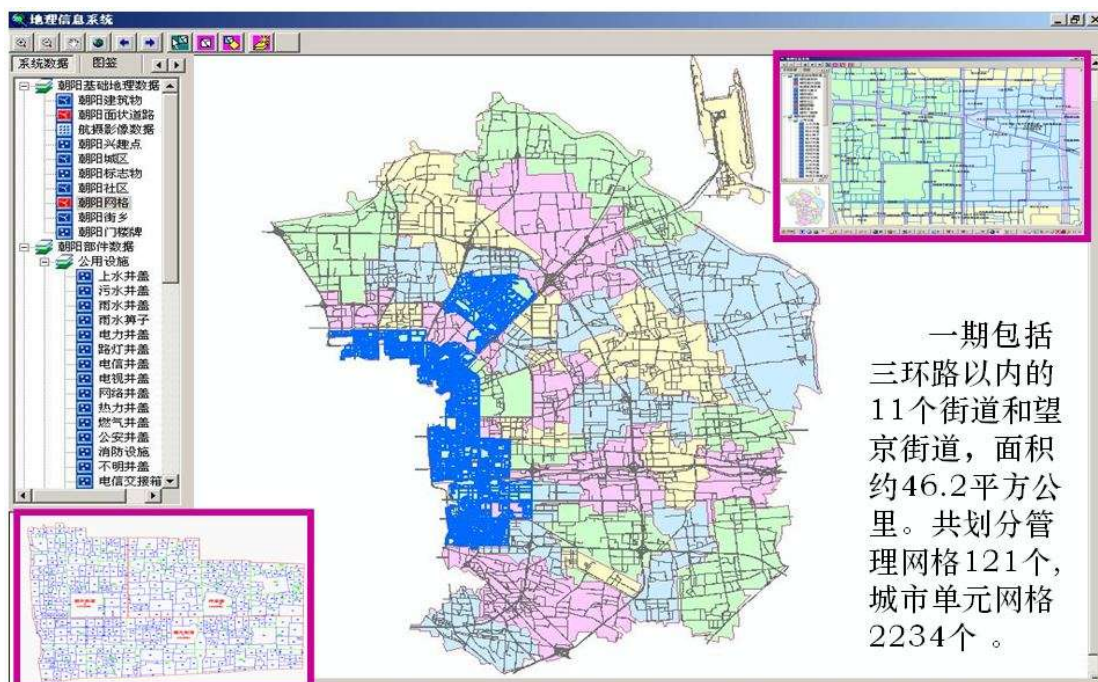 地理信息系统
系统数据 图签
朝阳基础地理数据
朝阳建筑物
朝阳面状道路
航摄影像数据
朝阳兴趣点
朝阳城区
朝阳标志物
朝阳社区
朝阳网格
朝阳街乡
朝阳门楼牌
朝阳部件数据
公用设施
上水井盖
污水井盖
雨水井盖
雨水箅子
电力井盖
路灯井盖
电信井盖
电视井盖
网络井盖
热力井盖
燃气井盖
公安井盖
消防设施
不明井盖
电信交接箱
一期包括
三环路以内的
11个街道和望
京街道，面积
约46.2平方公
里。共划分管
理网格121个,
城市单元网格
2234个 。